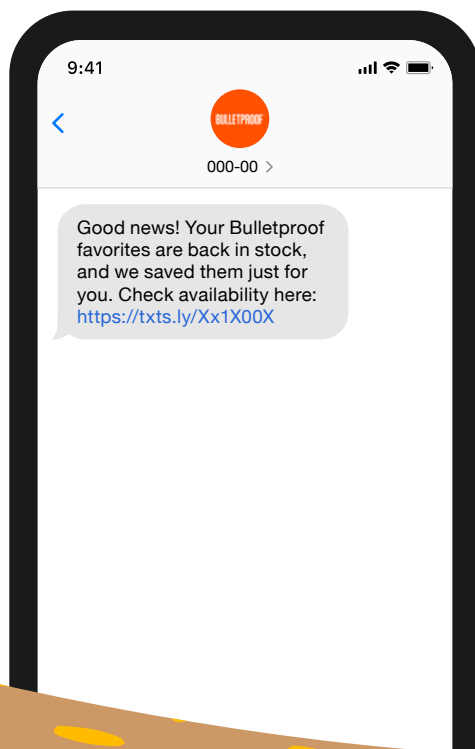 9:41
BULLETPROOF
000-00 >
Good news! Your Bulletproof
favorites are back in stock,
and we saved them just for
you. Check availability here:
https://txts.ly/Xx1X00X